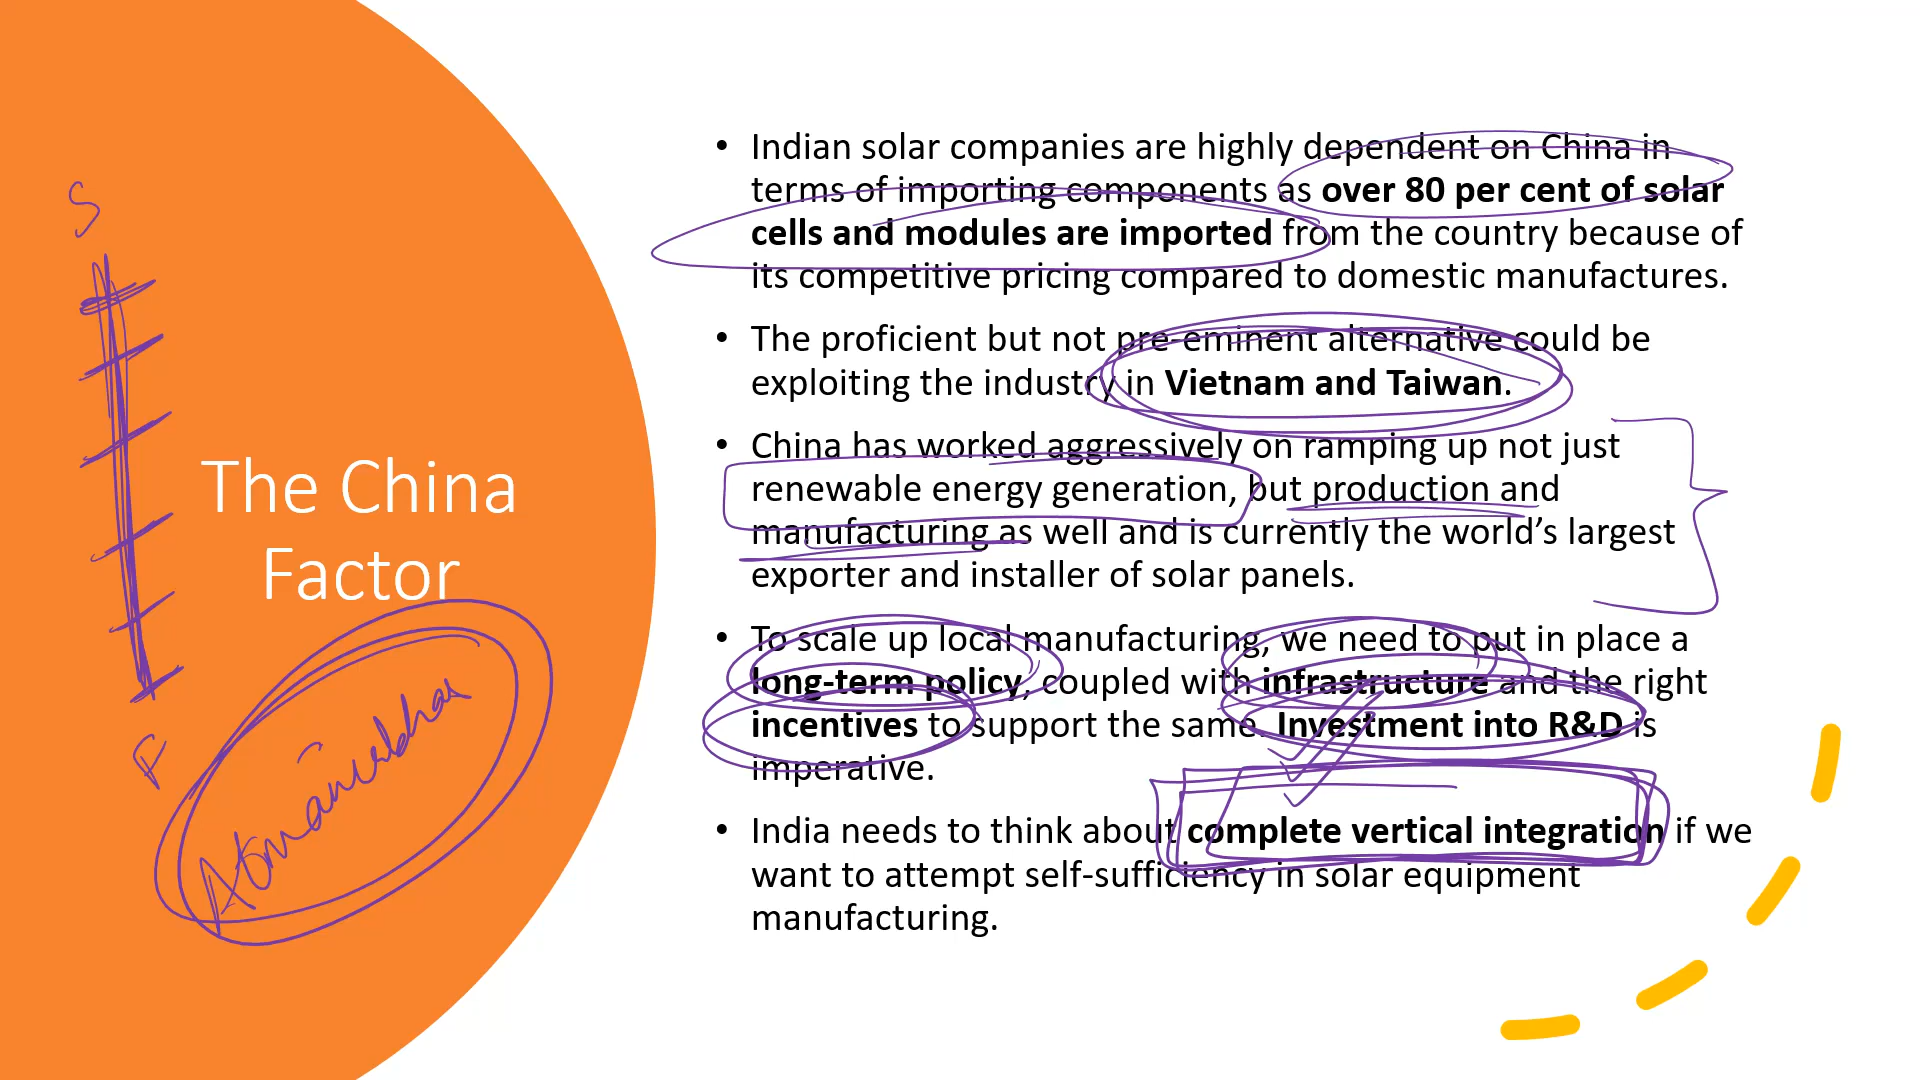 S
F
Atmanirbhar
The China
Factor
• Indian solar companies are highly dependent on China in
terms of importing components as over 80 per cent of solar
cells and modules are imported from the country because of
its competitive pricing compared to domestic manufactures.
• The proficient but not pre-eminent alternative could be
exploiting the industry in Vietnam and Taiwan.
• China has worked aggressively on ramping up not just
renewable energy generation, but production and
manufacturing as well and is currently the world’s largest
exporter and installer of solar panels.
• To scale up local manufacturing, we need to put in place a
long-term policy, coupled with infrastructure and the right
incentives to support the same. Investment into R&D is
imperative.
• India needs to think about complete vertical integration if we
want to attempt self-sufficiency in solar equipment
manufacturing.